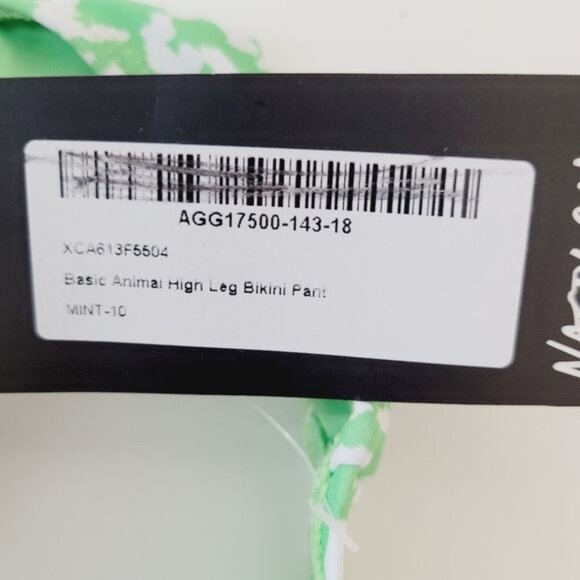 AGG17500-143-18
XCA613F5504
Basic Animal High Leg Bikini Pant
MINT-10